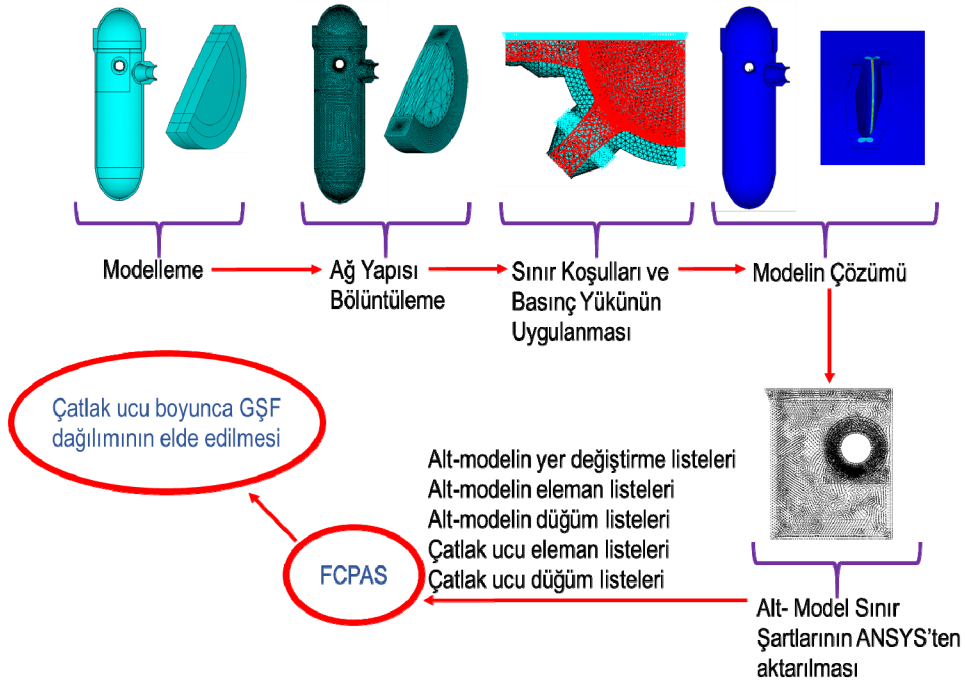 Modelleme
Ağ Yapısı
Bölüntüleme
Sınır Koşulları ve
Basınç Yükünün
Uygulanması
Modelin Çözümü
Çatlak ucu boyunca GŞF
dağılımının elde edilmesi
Alt-modelin yer değiştirme listeleri
Alt-modelin eleman listeleri
Alt-modelin düğüm listeleri
Çatlak ucu eleman listeleri
Çatlak ucu düğüm listeleri
FCPAS
Alt- Model Sınır
Şartlarının ANSYS'ten
aktarılması